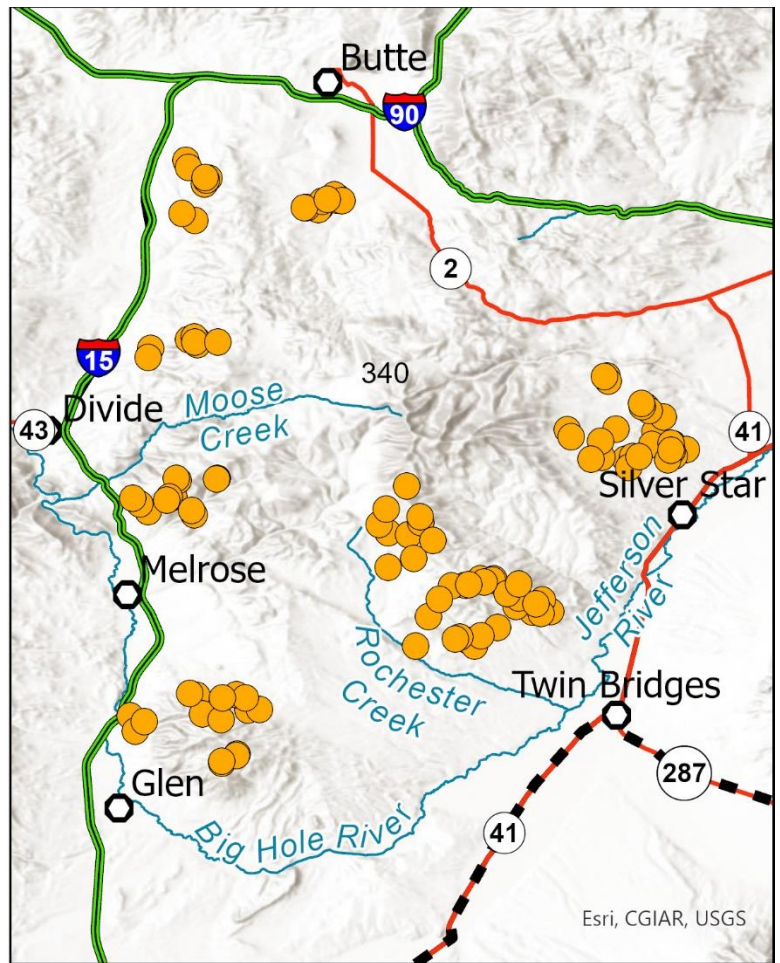 Butte
90
2
15
340
Moose
Creek
43
Divide
41
Silver Star
Melrose
Jefferson
River
Rochester
Creek
Twin Bridges
287
Glen
Big Hole River
41
Esri, CGIAR, USGS